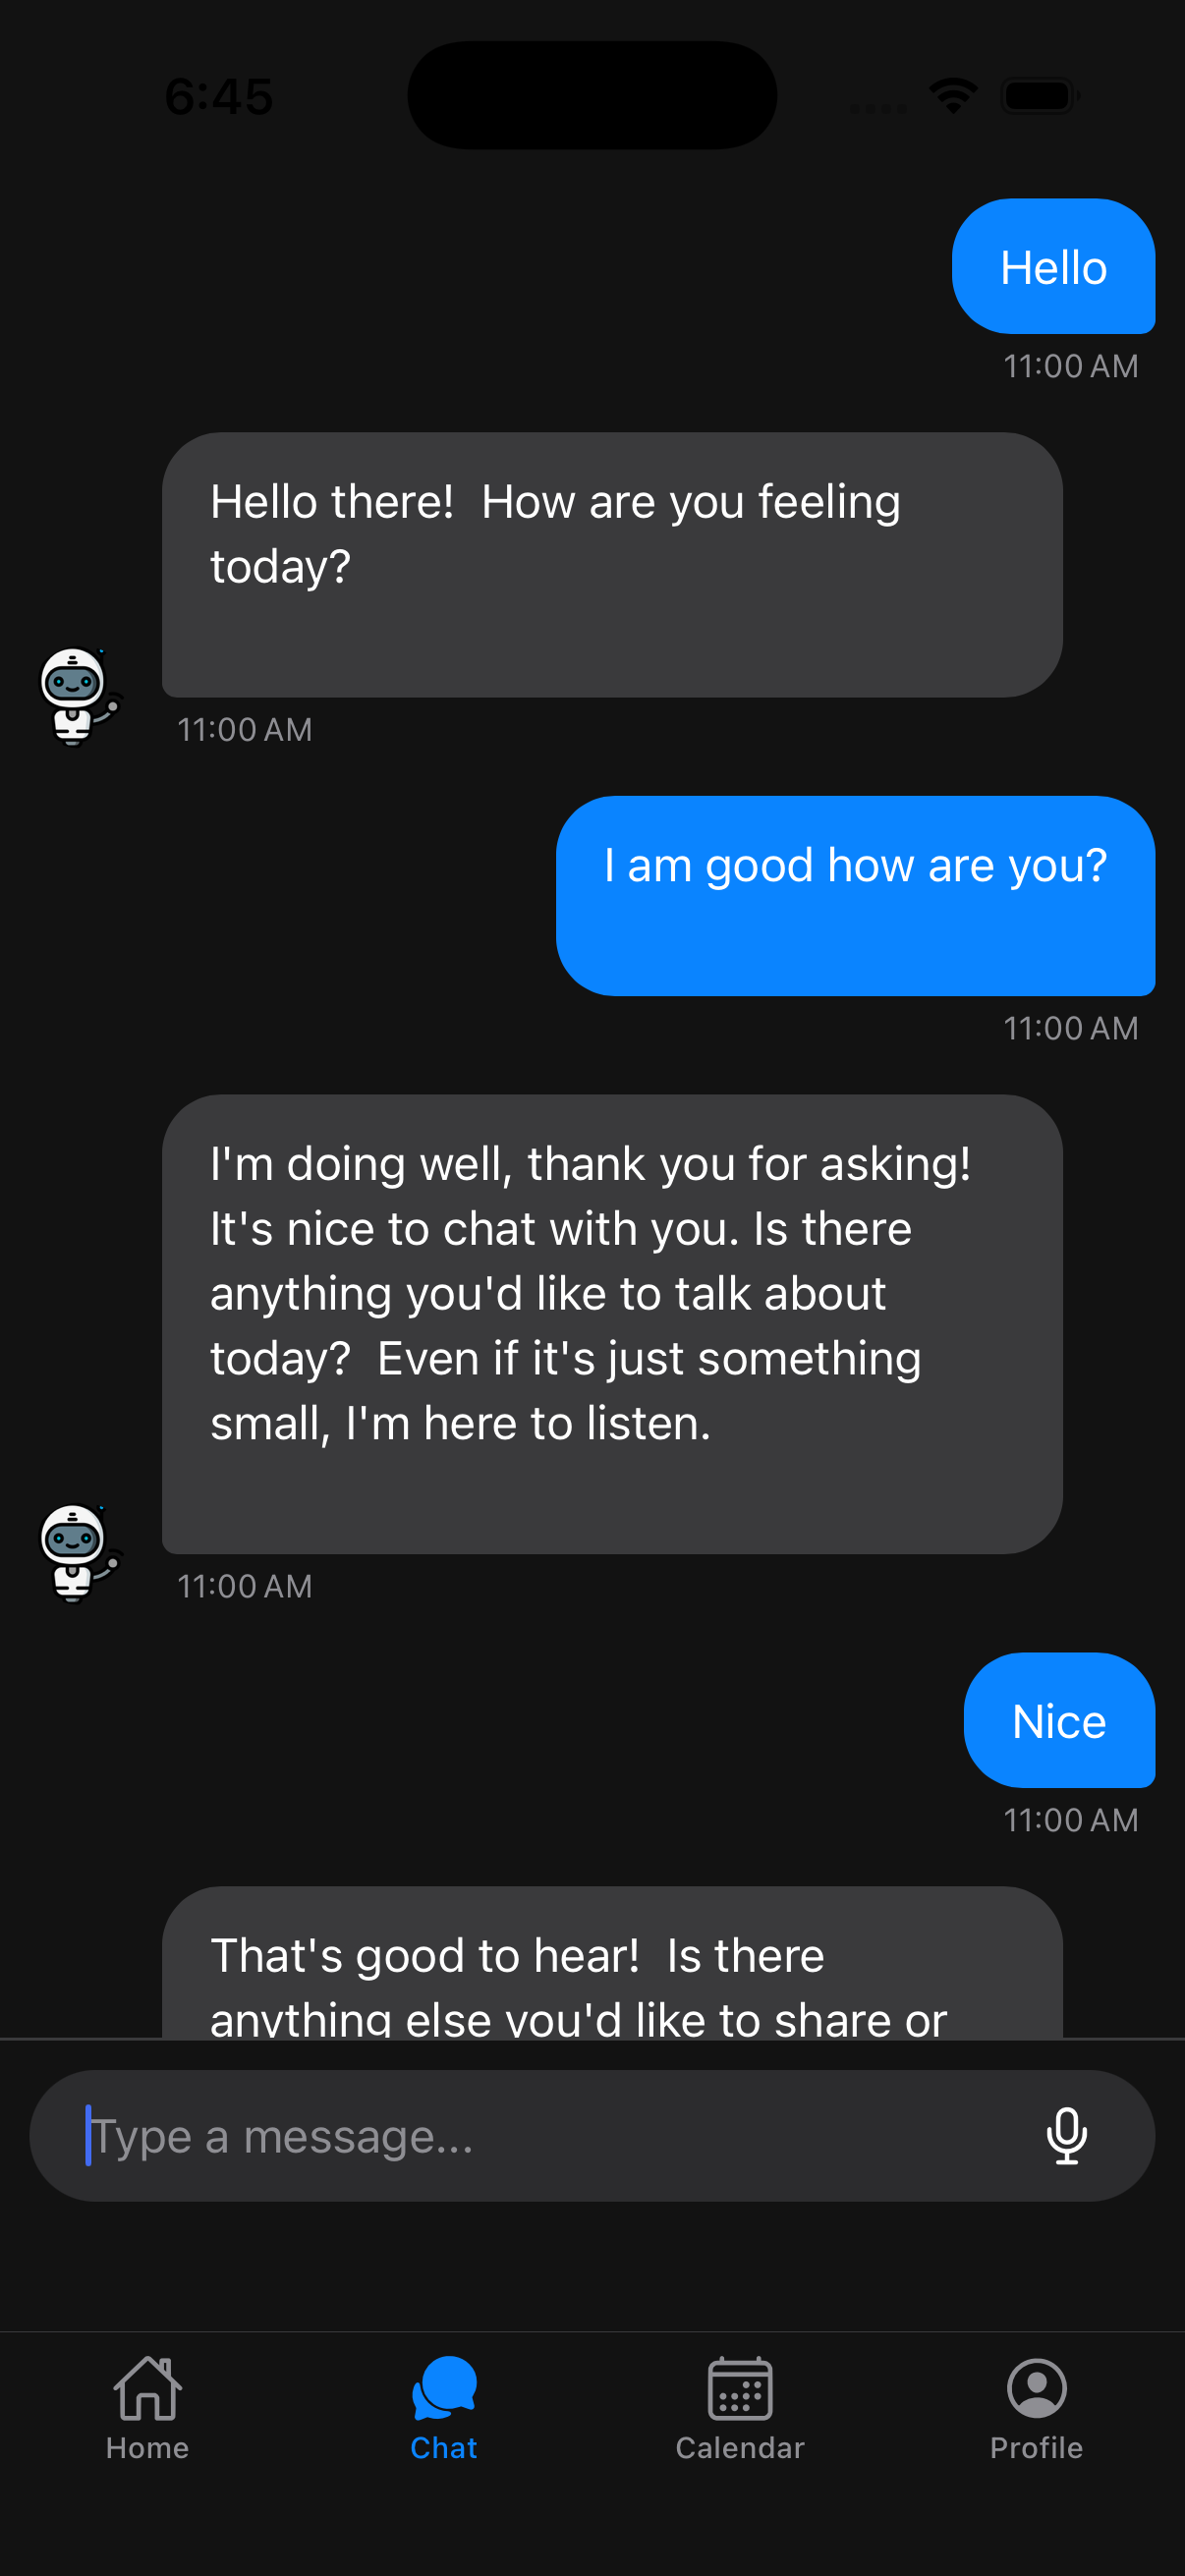 6:45
Hello
11:00 AM
Hello there!  How are you feeling
today?
11:00 AM
I am good how are you?
11:00 AM
I'm doing well, thank you for asking!
It's nice to chat with you. Is there
anything you'd like to talk about
today?  Even if it's just something
small, I'm here to listen.
11:00 AM
Nice
11:00 AM
That's good to hear!  Is there
anything else you'd like to share or
Type a message...
Home
Chat
Calendar
Profile